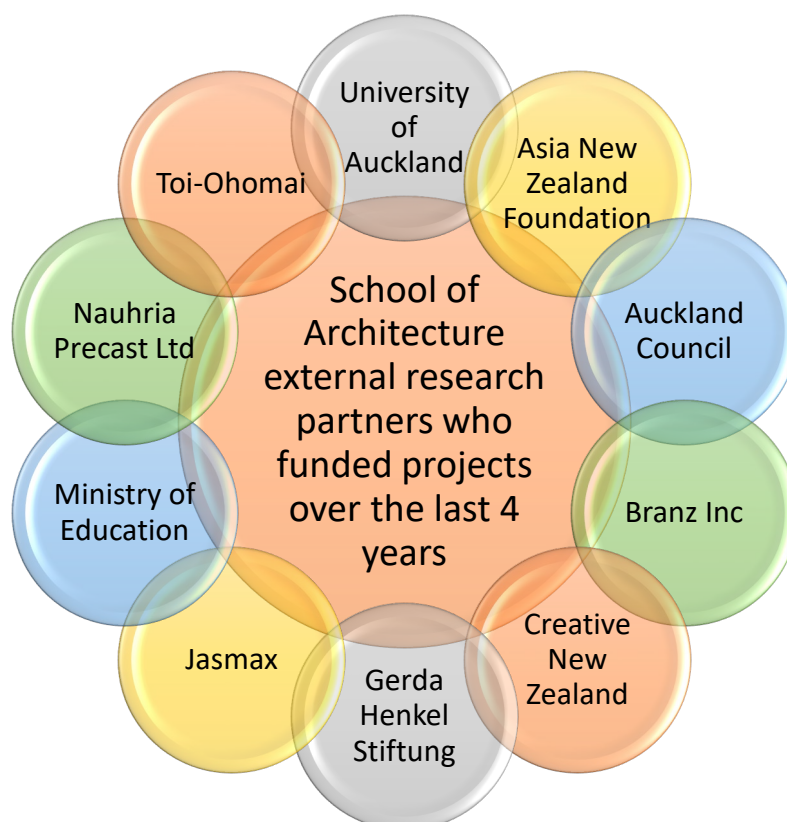 University
of
Auckland
Asia New
Zealand
Foundation
Auckland
Council
Branz Inc
Creative
New
Zealand
Gerda
Henkel
Stiftung
Jasmax
Ministry of
Education
Nauhria
Precast Ltd
Toi-Ohomai
School of
Architecture
external research
partners who
funded projects
over the last 4
years